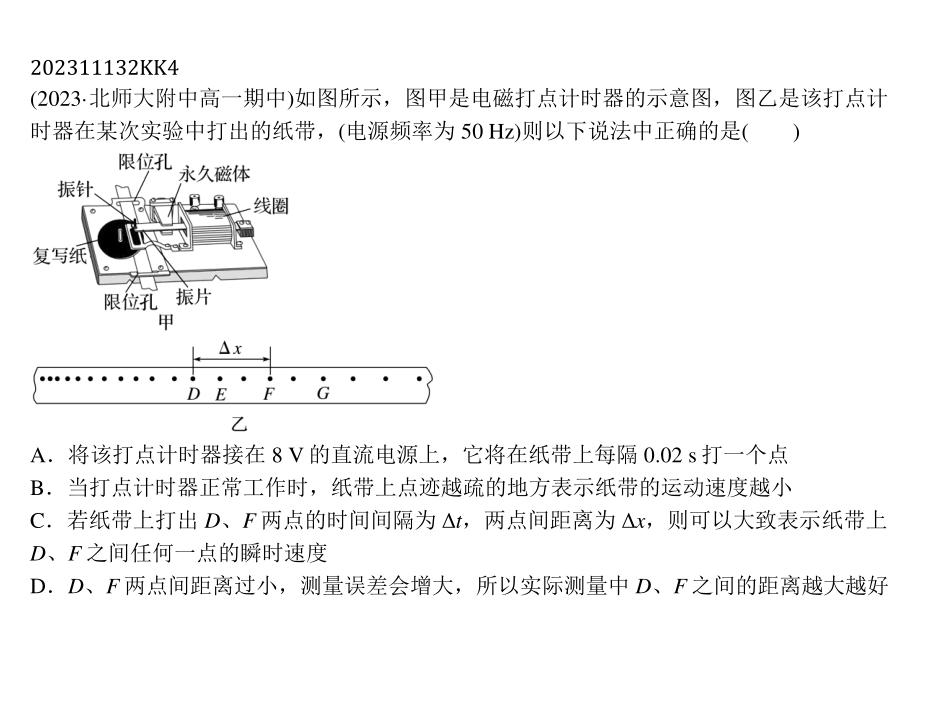 202311132KK4
(2023·北师大附中高一期中)如图所示，图甲是电磁打点计时器的示意图，图乙是该打点计
时器在某次实验中打出的纸带，(电源频率为 50 Hz)则以下说法中正确的是(　　)
限位孔
永久磁体
振针
线圈
复写纸
限位孔
振片
甲
Δx
D E F G
乙
A．将该打点计时器接在 8 V 的直流电源上，它将在纸带上每隔 0.02 s 打一个点
B．当打点计时器正常工作时，纸带上点迹越疏的地方表示纸带的运动速度越小
C．若纸带上打出 D、F 两点的时间间隔为 Δt，两点间距离为 Δx，则可以大致表示纸带上
D、F 之间任何一点的瞬时速度
D．D、F 两点间距离过小，测量误差会增大，所以实际测量中 D、F 之间的距离越大越好